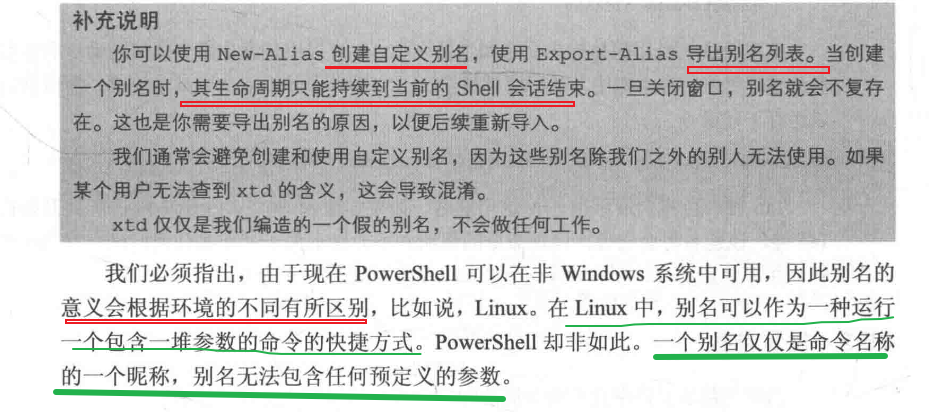 补充说明
你可以使用 New-Alias 创建自定义别名，使用 Export-Alias 导出别名列表。当创建
一个别名时，其生命周期只能持续到当前的 Shell 会话结束。一旦关闭窗口，别名就会不复存
在。这也是你需要导出别名的原因，以便后续重新导入。
我们通常会避免创建和使用自定义别名，因为这些别名除我们之外的别人无法使用。如果
某个用户无法查到 xtd 的含义，这会导致混淆。
xtd 仅仅是我们编造的一个假的别名，不会做任何工作。
我们必须指出，由于现在 PowerShell 可以在非 Windows 系统中可用，因此别名的
意义会根据环境的不同有所区别，比如说，Linux。在 Linux 中，别名可以作为一种运行
一个包含一堆参数的命令的快捷方式。PowerShell 却非如此。一个别名仅仅是命令名称
的一个昵称，别名无法包含任何预定义的参数。